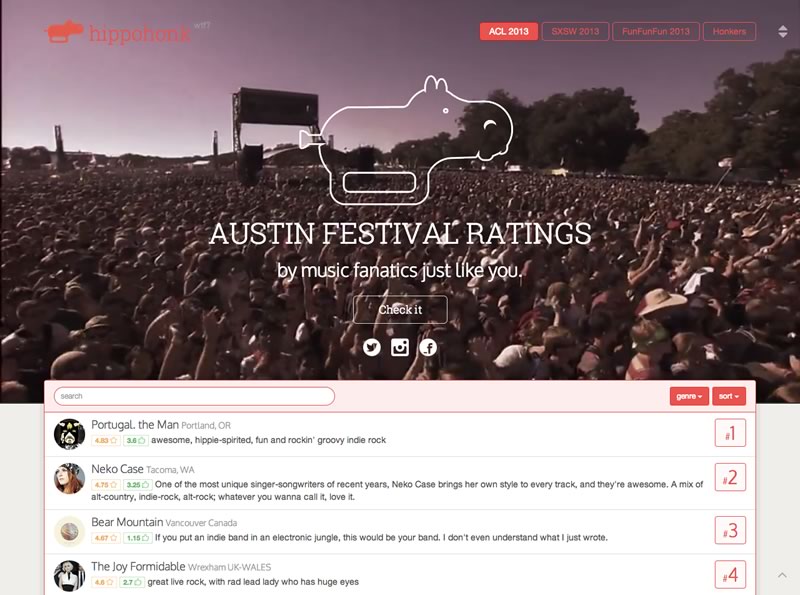 hippohonk wtf?
ACL 2013 SXSW 2013 FunFunFun 2013 Honkers
AUSTIN FESTIVAL RATINGS
by music fanatics just like you.
Check it
search genre sort
Portugal. the Man Portland, OR
4.83 3.6 awesome, hippie-spirited, fun and rockin' groovy indie rock
#1
Neko Case Tacoma, WA
4.75 3.25 One of the most unique singer-songwriters of recent years, Neko Case brings her own style to every track, and they're awesome. A mix of
alt-country, indie-rock, alt-rock; whatever you wanna call it, love it.
#2
Bear Mountain Vancouver Canada
4.67 1.15 If you put an indie band in an electronic jungle, this would be your band. I don't even understand what I just wrote.
#3
The Joy Formidable Wrexham UK-WALES
4.6 2.7 great live rock, with rad lead lady who has huge eyes
#4